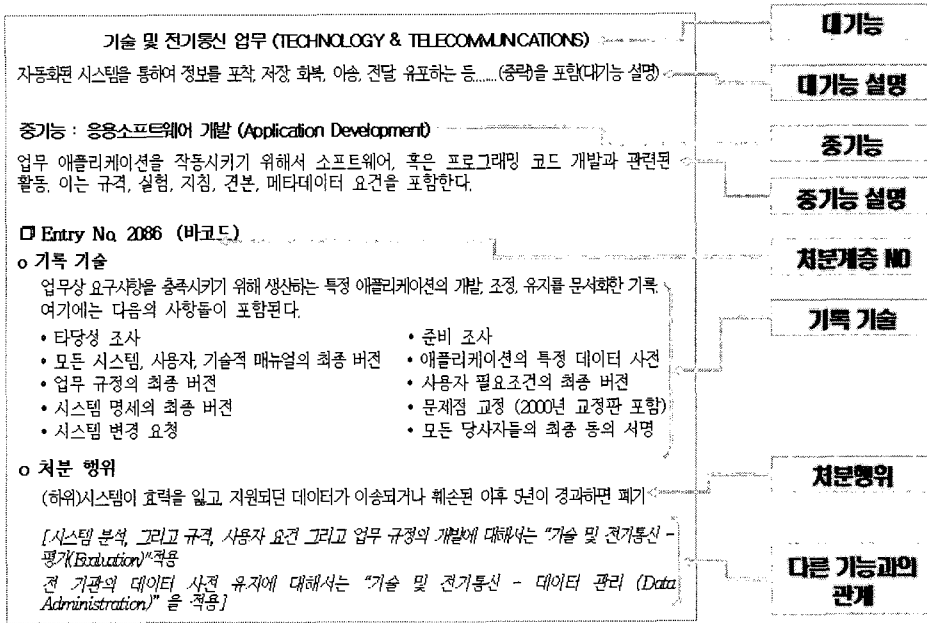 기술 및 전기통신 업무 (TECHNOLOGY & TELECOMMUNICATIONS)
대기능
자동화된 시스템을 통하여 정보를 포착, 저장, 회복, 이송, 전달 유포하는 등.......(중략)을 포함(대기능 설명)
대기능 설명
중기능 : 응용소프트웨어 개발 (Application Development)
중기능
업무 애플리케이션을 작동시키기 위해서 소프트웨어, 혹은 프로그래밍 코드 개발과 관련된
활동. 이는 규격, 실험, 지침, 견본, 메타데이터 요건을 포함한다.
중기능 설명
Entry No. 2086 (바코드)
처분계층 NO
o 기록 기술
업무상 요구사항을 충족시키기 위해 생산하는 특정 애플리케이션의 개발, 조정, 유지를 문서화한 기록.
여기에는 다음의 사항들이 포함된다.
기록 기술
• 타당성 조사
• 준비 조사
• 모든 시스템, 사용자, 기술적 매뉴얼의 최종 버전
• 애플리케이션의 특정 데이터 사전
• 업무 규정의 최종 버전
• 사용자 필요조건의 최종 버전
• 시스템 명세의 최종 버전
• 문제점 교정 (2000년 교정판 포함)
• 시스템 변경 요청
• 모든 당사자들의 최종 동의 서명
o 처분 행위
처분행위
(하위)시스템이 효력을 잃고, 지원되던 데이터가 이송되거나 훼손된 이후 5년이 경과하면 폐기
[시스템 분석, 그리고 규격, 사용자 요건 그리고 업무 규정의 개발에 대해서는 "기술 및 전기통신 -
평가(Evaluation)"적용
전 기관의 데이터 사전 유지에 대해서는 "기술 및 전기통신 - 데이터 관리 (Data
Administration)" 을 적용]
다른 기능과의
관계